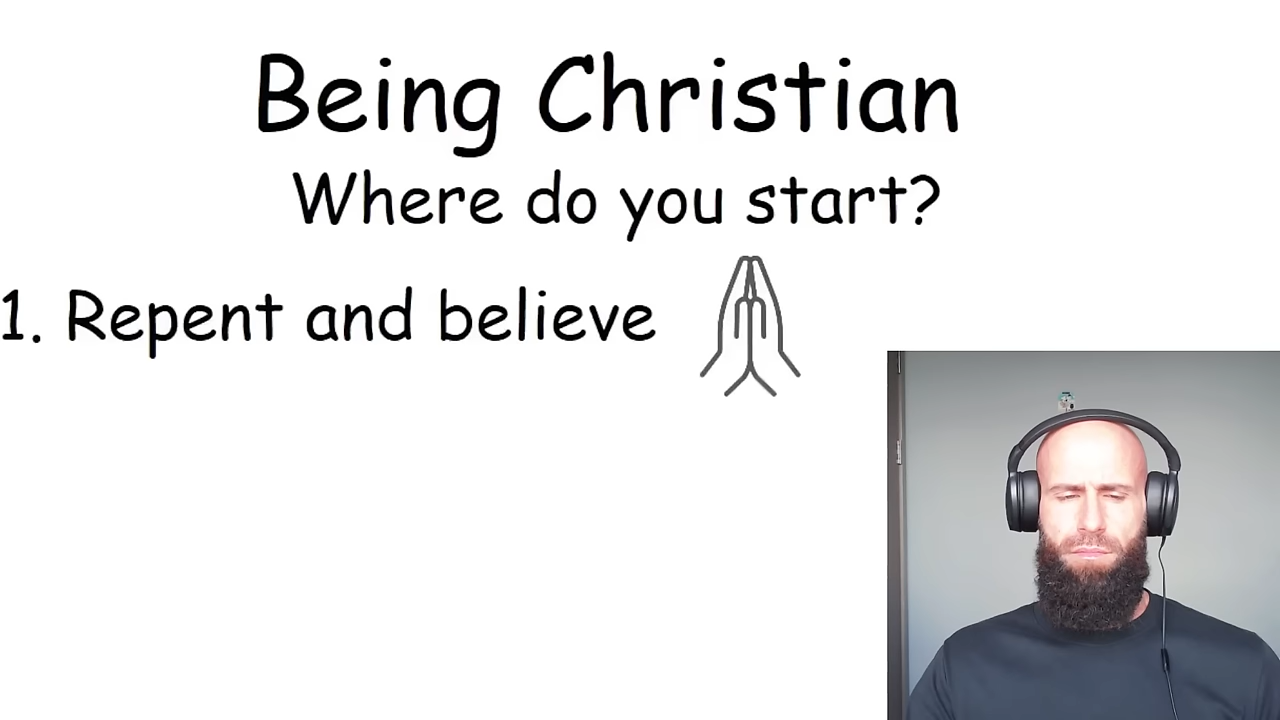 Being Christian
Where do you start?
1. Repent and believe